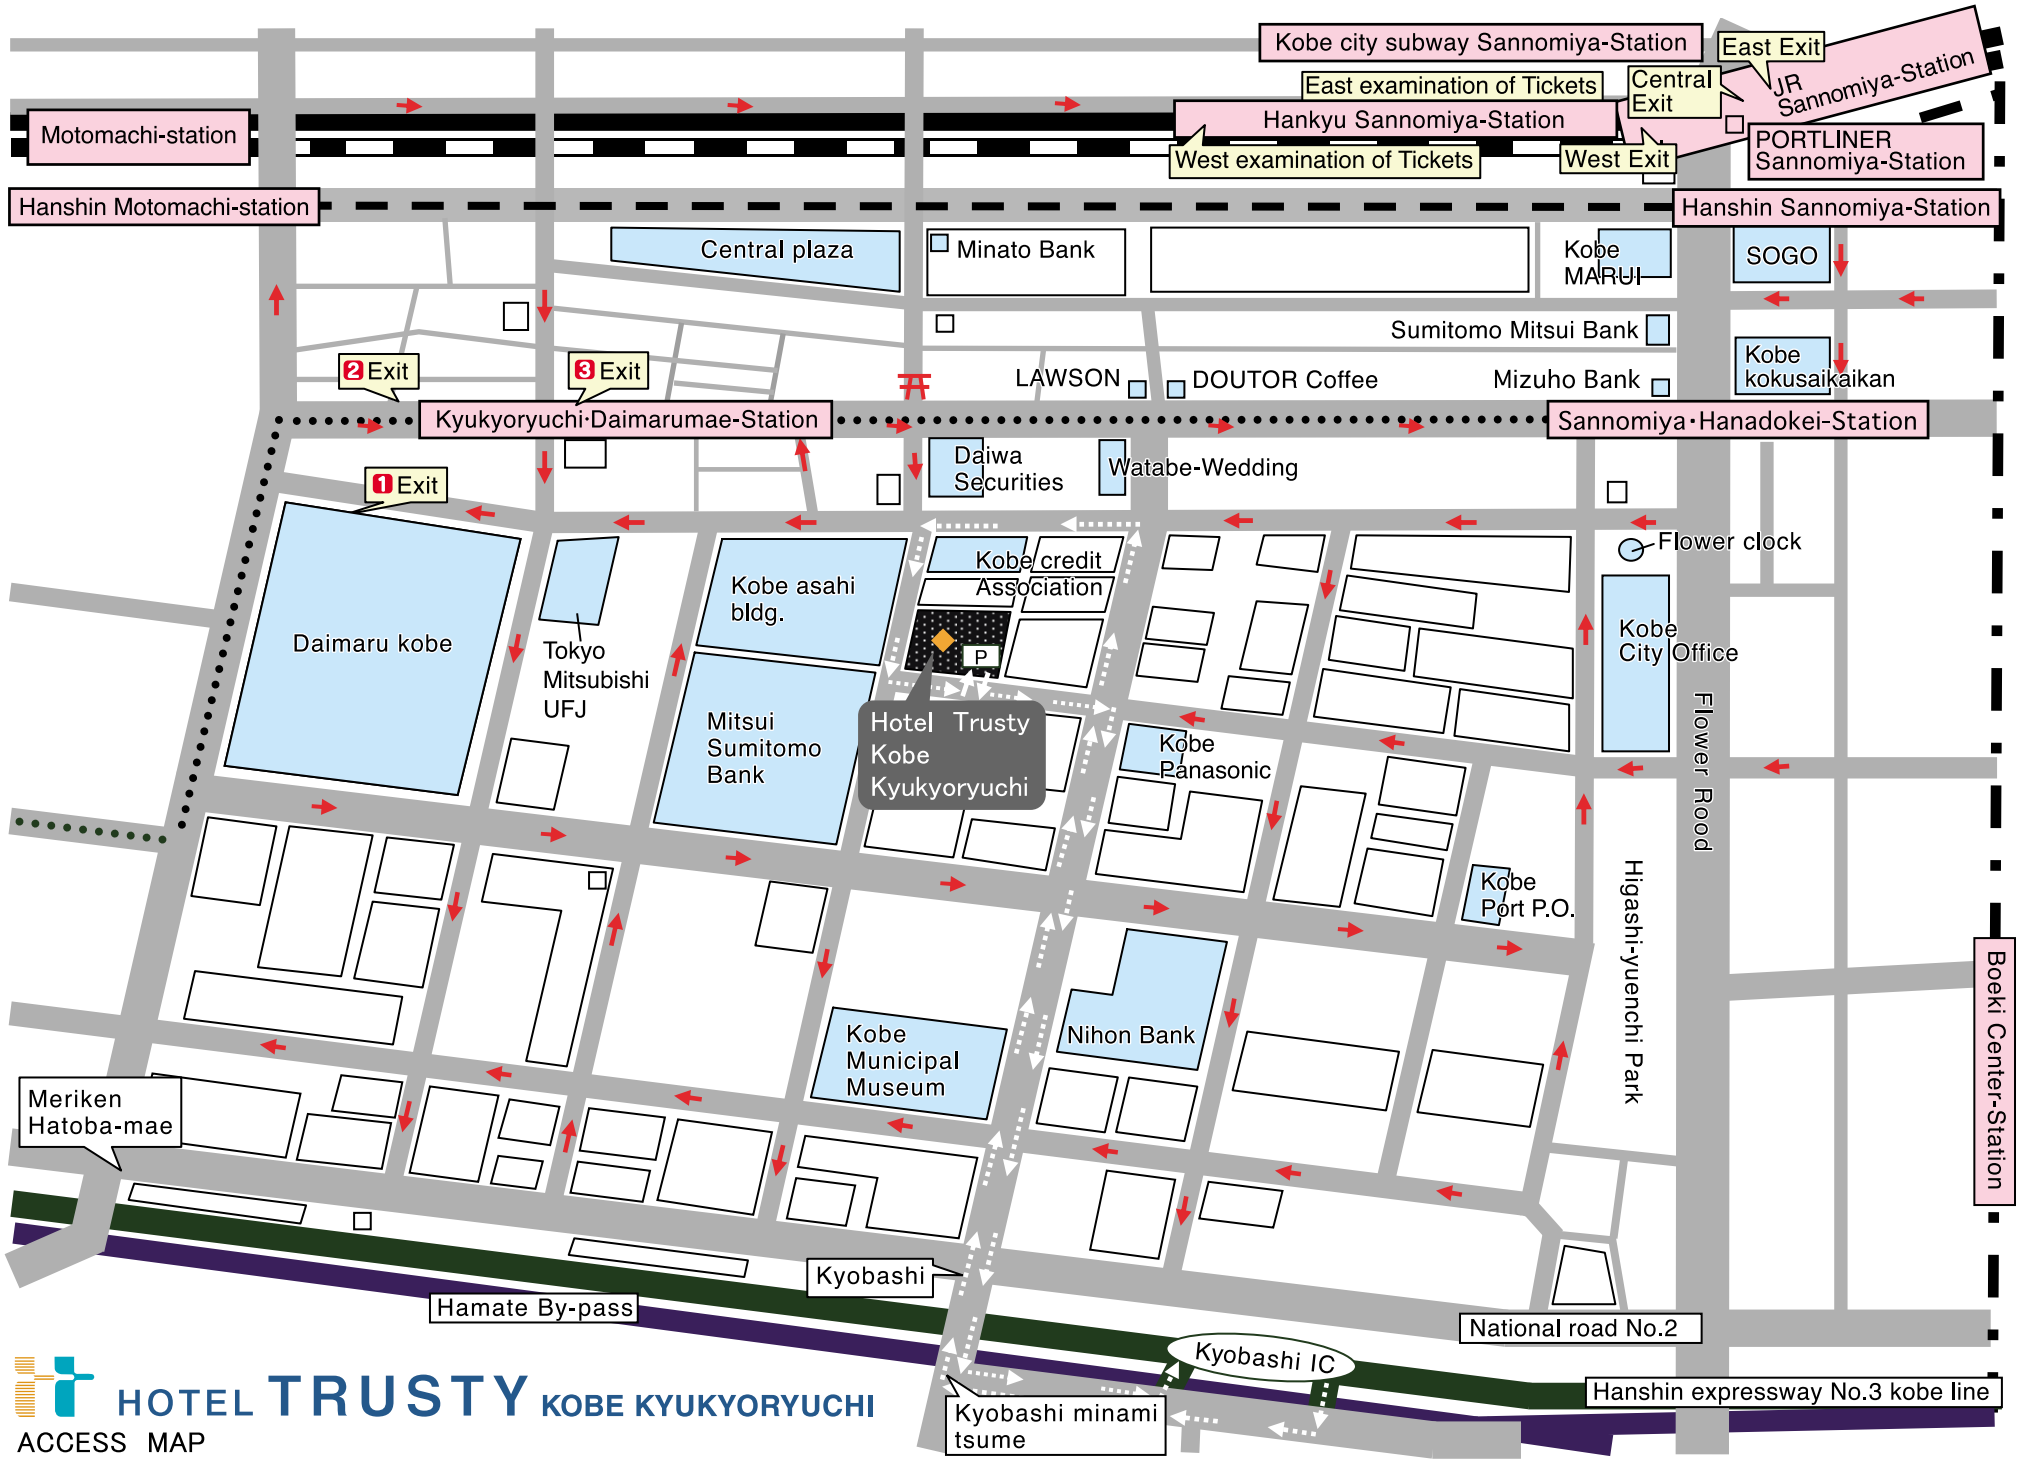 Kobe city subway Sannomiya-Station
East Exit
JR
Sannomiya-Station
East examination of Tickets
Central
Exit
Hankyu Sannomiya-Station
Motomachi-station
West examination of Tickets
West Exit
PORTLINER
Sannomiya-Station
Hanshin Motomachi-station
Hanshin Sannomiya-Station
Central plaza
Minato Bank
Kobe
MARUI
SOGO
Sumitomo Mitsui Bank
Kobe
kokusaikaikan
2 Exit
3 Exit
LAWSON
DOUTOR Coffee
Mizuho Bank
Kyukyoryuchi·Daimarumae-Station
Sannomiya·Hanadokei-Station
Daiwa
Securities
Watabe-Wedding
1 Exit
Flower clock
Kobe credit
Association
Kobe asahi
bldg.
Daimaru kobe
Tokyo
Mitsubishi
UFJ
P
Kobe
City Office
Hotel Trusty
Kobe
Kyukyoryuchi
Mitsui
Sumitomo
Bank
Kobe
Panasonic
Flower Rood
Kobe
Port P.O.
Higashi-yuenchi Park
Boeki Center-Station
Kobe
Municipal
Museum
Nihon Bank
Meriken
Hatoba-mae
Kyobashi
Hamate By-pass
National road No.2
Kyobashi IC
Hanshin expressway No.3 kobe line
Kyobashi minami
tsume
HOTEL TRUSTY KOBE KYUKYORYUCHI
ACCESS MAP